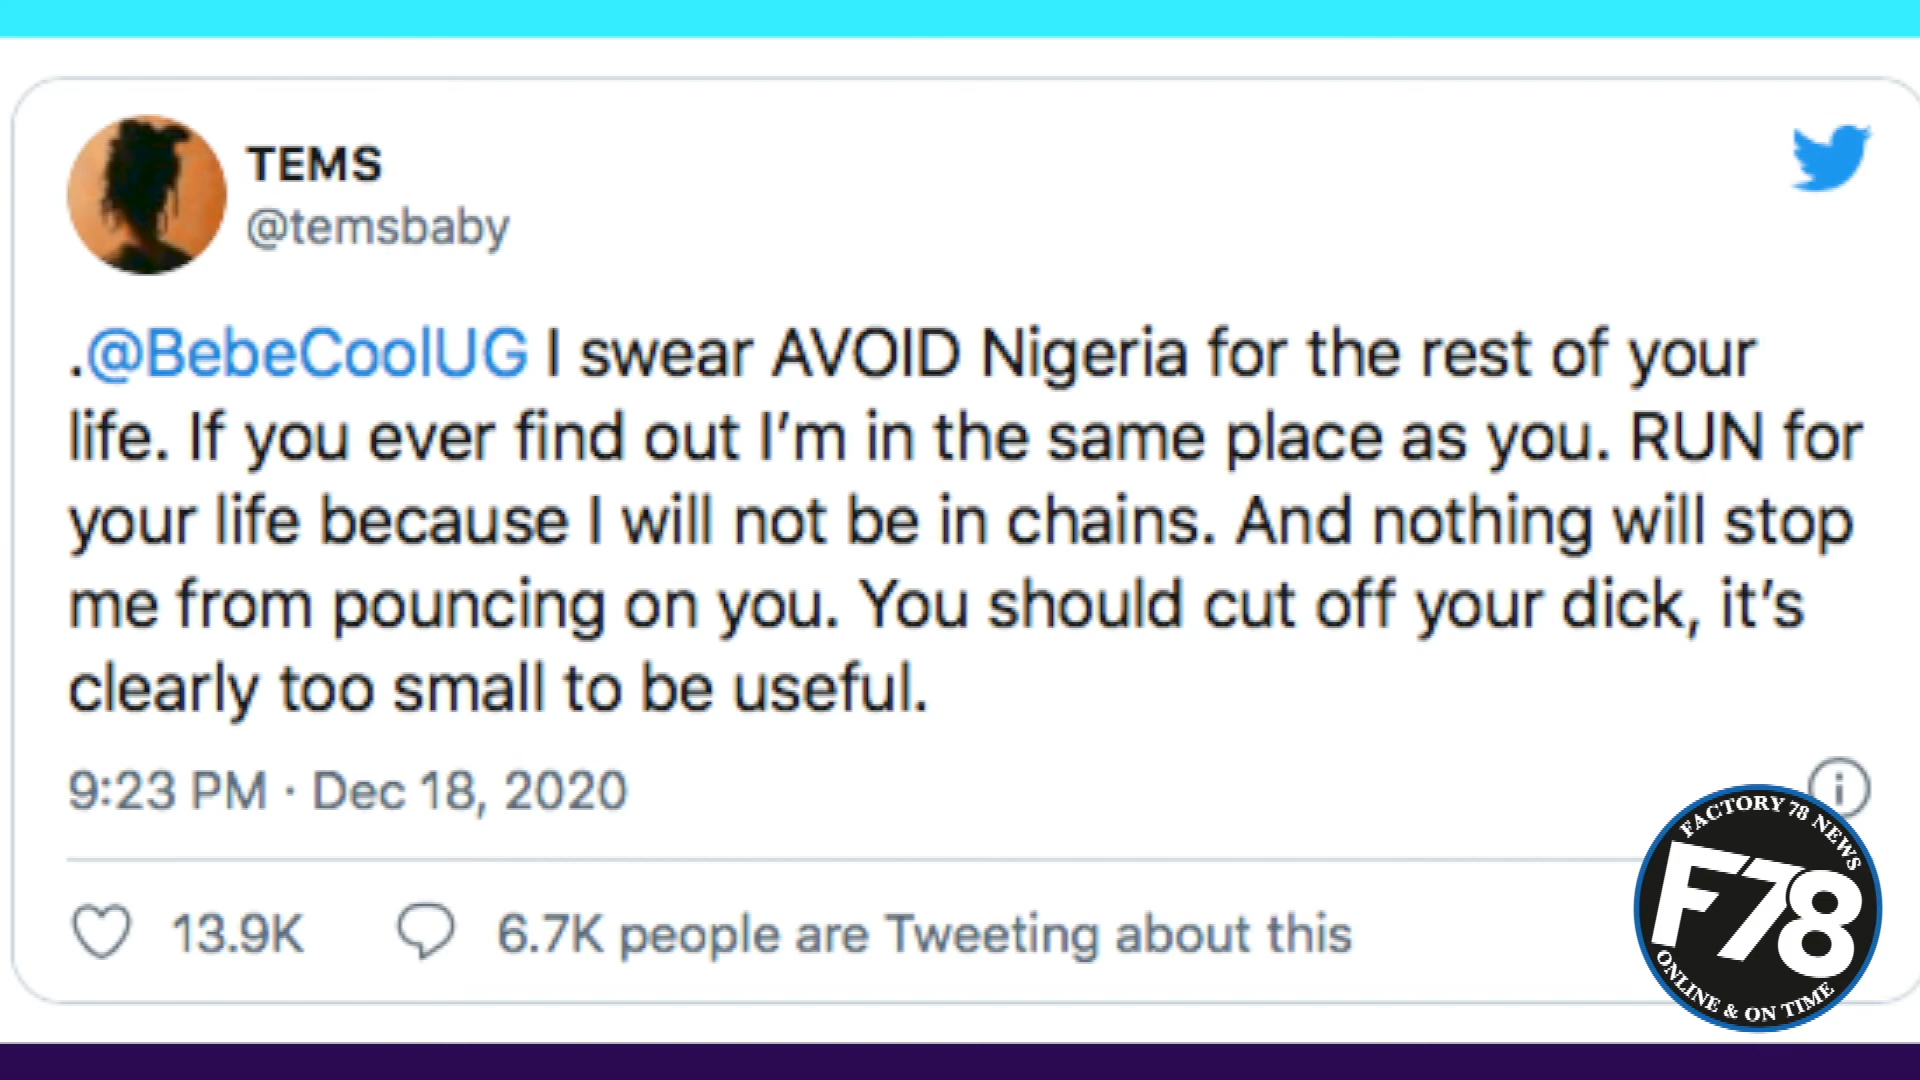 TEMS
@temsbaby
.@BebeCoolUG I swear AVOID Nigeria for the rest of your
life. If you ever find out I’m in the same place as you. RUN for
your life because I will not be in chains. And nothing will stop
me from pouncing on you. You should cut off your dick, it’s
clearly too small to be useful.
9:23 PM · Dec 18, 2020
13.9K 6.7K people are Tweeting about this
FACTORY 78 NEWS
F78
ONLINE & ON TIME